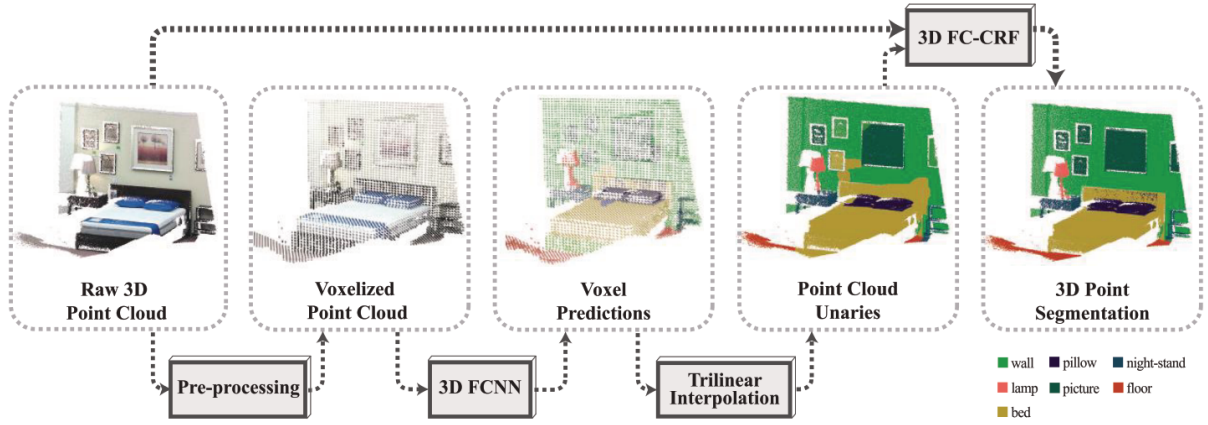 3D FC-CRF
Raw 3D
Point Cloud
Voxelized
Point Cloud
Voxel
Predictions
Point Cloud
Unaries
3D Point
Segmentation
Pre-processing
3D FCNN
Trilinear
Interpolation
wall pillow night-stand
lamp picture floor
bed